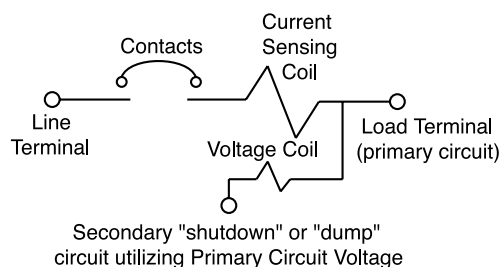 Contacts
Current
Sensing
Coil
Line
Terminal
Voltage Coil
Load Terminal
(primary circuit)
Secondary "shutdown" or "dump"
circuit utilizing Primary Circuit Voltage